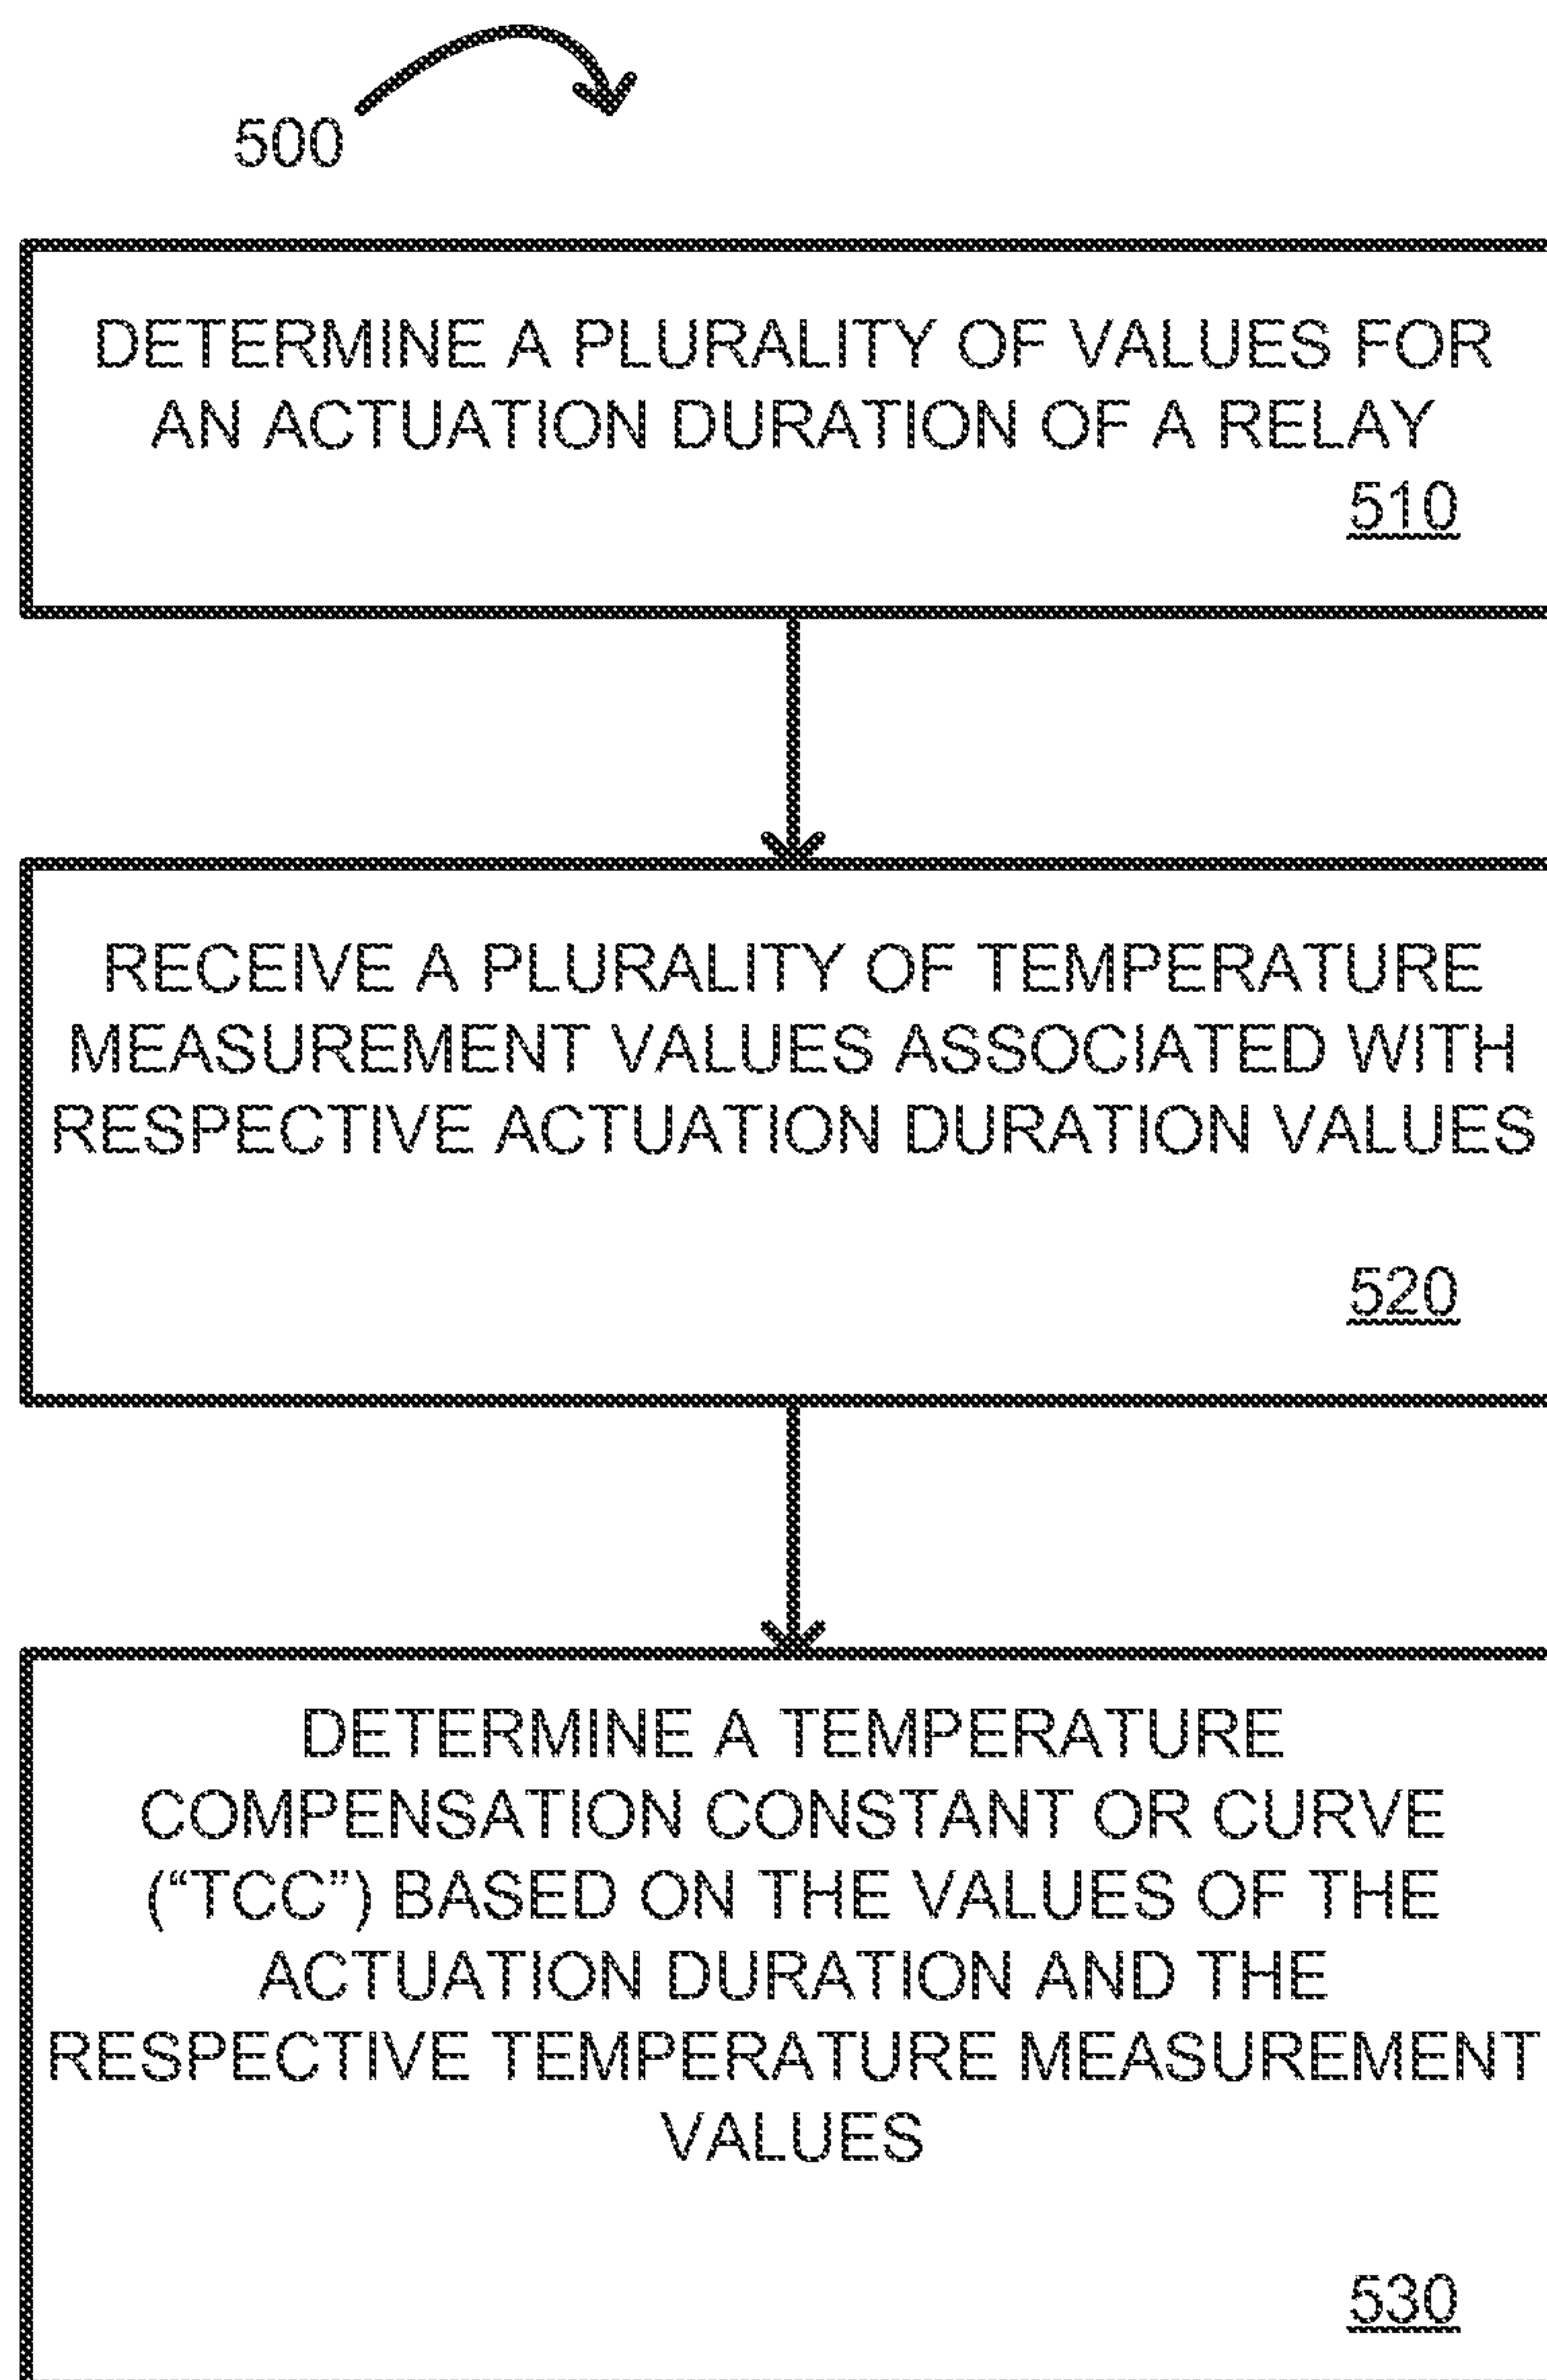 500
DETERMINE A PLURALITY OF VALUES FOR
AN ACTUATION DURATION OF A RELAY
510
RECEIVE A PLURALITY OF TEMPERATURE
MEASUREMENT VALUES ASSOCIATED WITH
RESPECTIVE ACTUATION DURATION VALUES
520
DETERMINE A TEMPERATURE
COMPENSATION CONSTANT OR CURVE
(“TCC”) BASED ON THE VALUES OF THE
ACTUATION DURATION AND THE
RESPECTIVE TEMPERATURE MEASUREMENT
VALUES
530